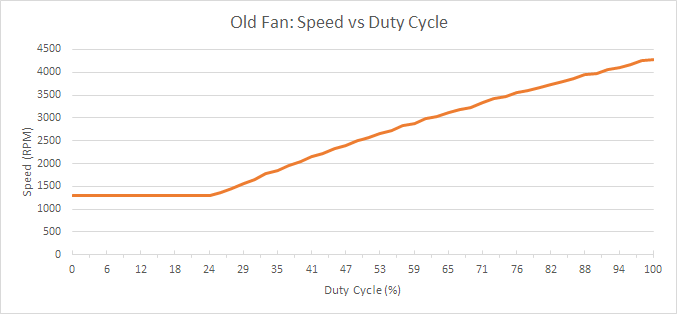 Old Fan: Speed vs Duty Cycle
4500
4000
3500
3000
2500
2000
1500
1000
500
0
Speed (RPM)
0 6 12 18 24 29 35 41 47 53 59 65 71 76 82 88 94 100
Duty Cycle (%)